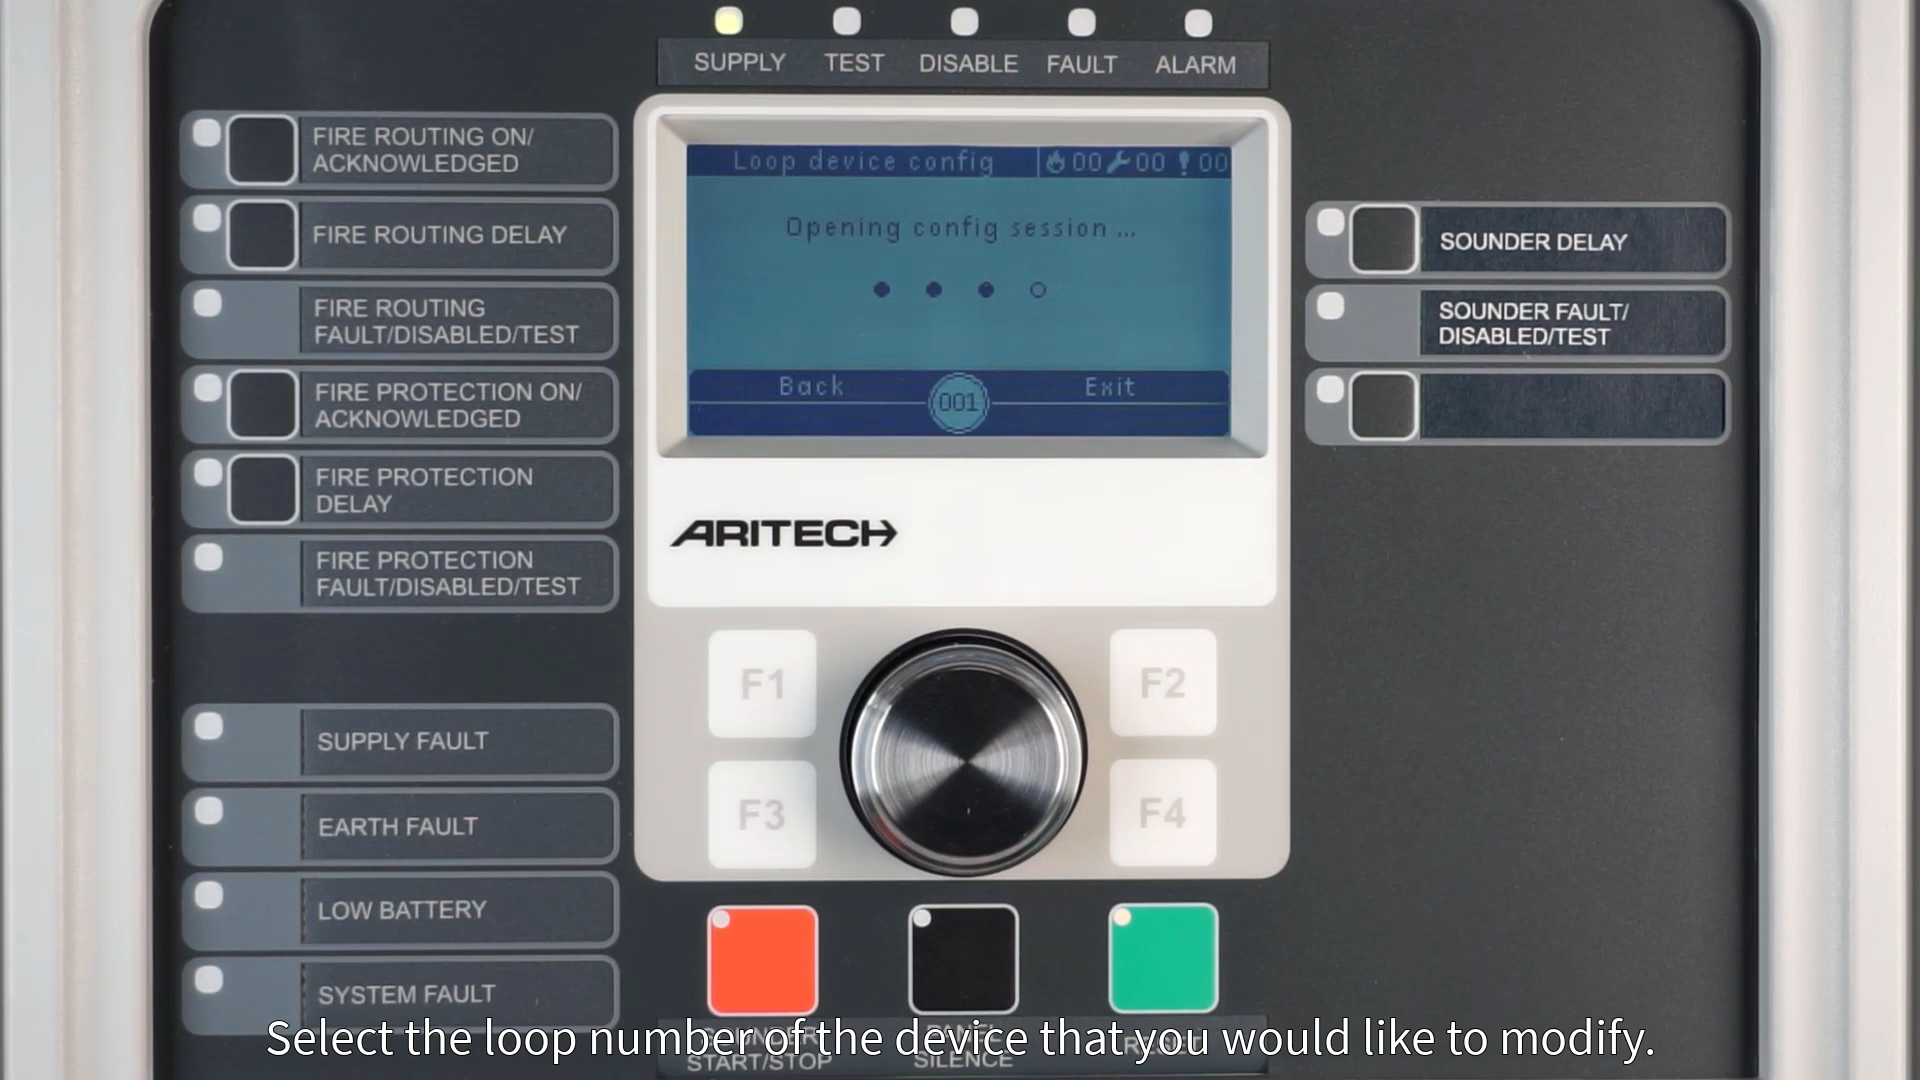 SUPPLY TEST DISABLE FAULT ALARM
FIRE ROUTING ON/
ACKNOWLEDGED
FIRE ROUTING DELAY
FIRE ROUTING
FAULT/DISABLED/TEST
FIRE PROTECTION ON/
ACKNOWLEDGED
FIRE PROTECTION
DELAY
FIRE PROTECTION
FAULT/DISABLED/TEST
SUPPLY FAULT
EARTH FAULT
LOW BATTERY
SYSTEM FAULT
Loop device config 00 00 00
Opening config session ...
Back Exit
001
ARITECH
F1 F2
F3 F4
SOUNDER DELAY
SOUNDER FAULT/
DISABLED/TEST
SOUNDER PANEL RESET
START/STOP SILENCE
Select the loop number of the device that you would like to modify.